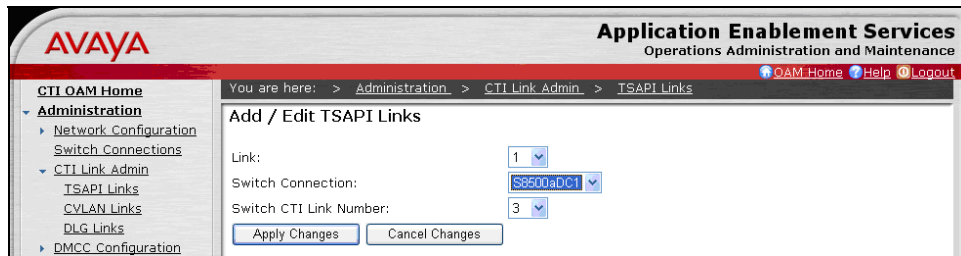 AVAYA
Application Enablement Services
Operations Administration and Maintenance
OAM Home Help Logout
CTI OAM Home
Administration
Network Configuration
Switch Connections
CTI Link Admin
TSAPI Links
CVLAN Links
DLG Links
DMCC Configuration
You are here: > Administration > CTI Link Admin > TSAPI Links
Add / Edit TSAPI Links
Link: 1
Switch Connection: S8500aDC1
Switch CTI Link Number: 3
Apply Changes Cancel Changes